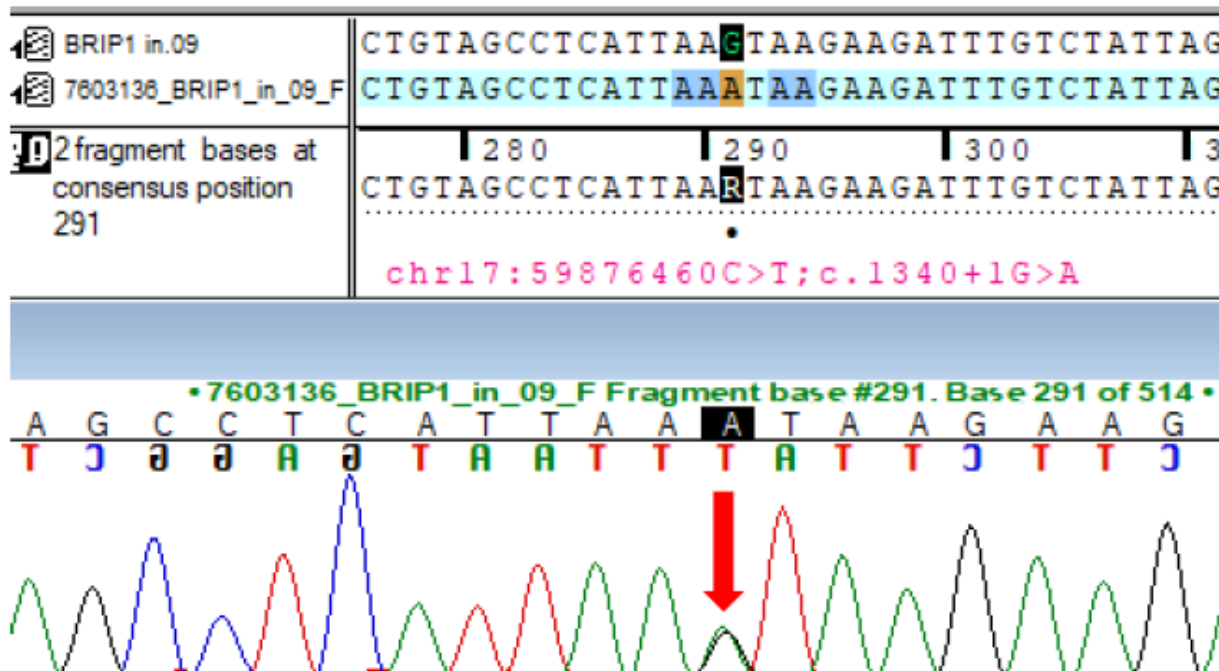 BRIP1 in.09 CTGTAGCCTCATTAAGTAAGAAGATTTGTCTATTAG
7603136_BRIP1_in_09_F CTGTAGCCTCATTAAATAAGAAGATTTGTCTATTAG
2 fragment bases at consensus position 291
280 290 300 3
CTGTAGCCTCATTAARTAAGAAGATTTGTCTATTAG
chr17:59876460C>T;c.1340+1G>A
• 7603136_BRIP1_in_09_F Fragment base #291. Base 291 of 514 •
A G C C T C A T T A A A T A A G A A G
T C G G A G T A A T T T A T T C T T C